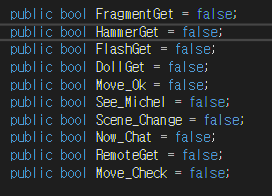 public bool FragmentGet = false;
public bool HammerGet = false;
public bool FlashGet = false;
public bool DollGet = false;
public bool Move_Ok = false;
public bool See_Michel = false;
public bool Scene_Change = false;
public bool Now_Chat = false;
public bool RemoteGet = false;
public bool Move_Check = false;